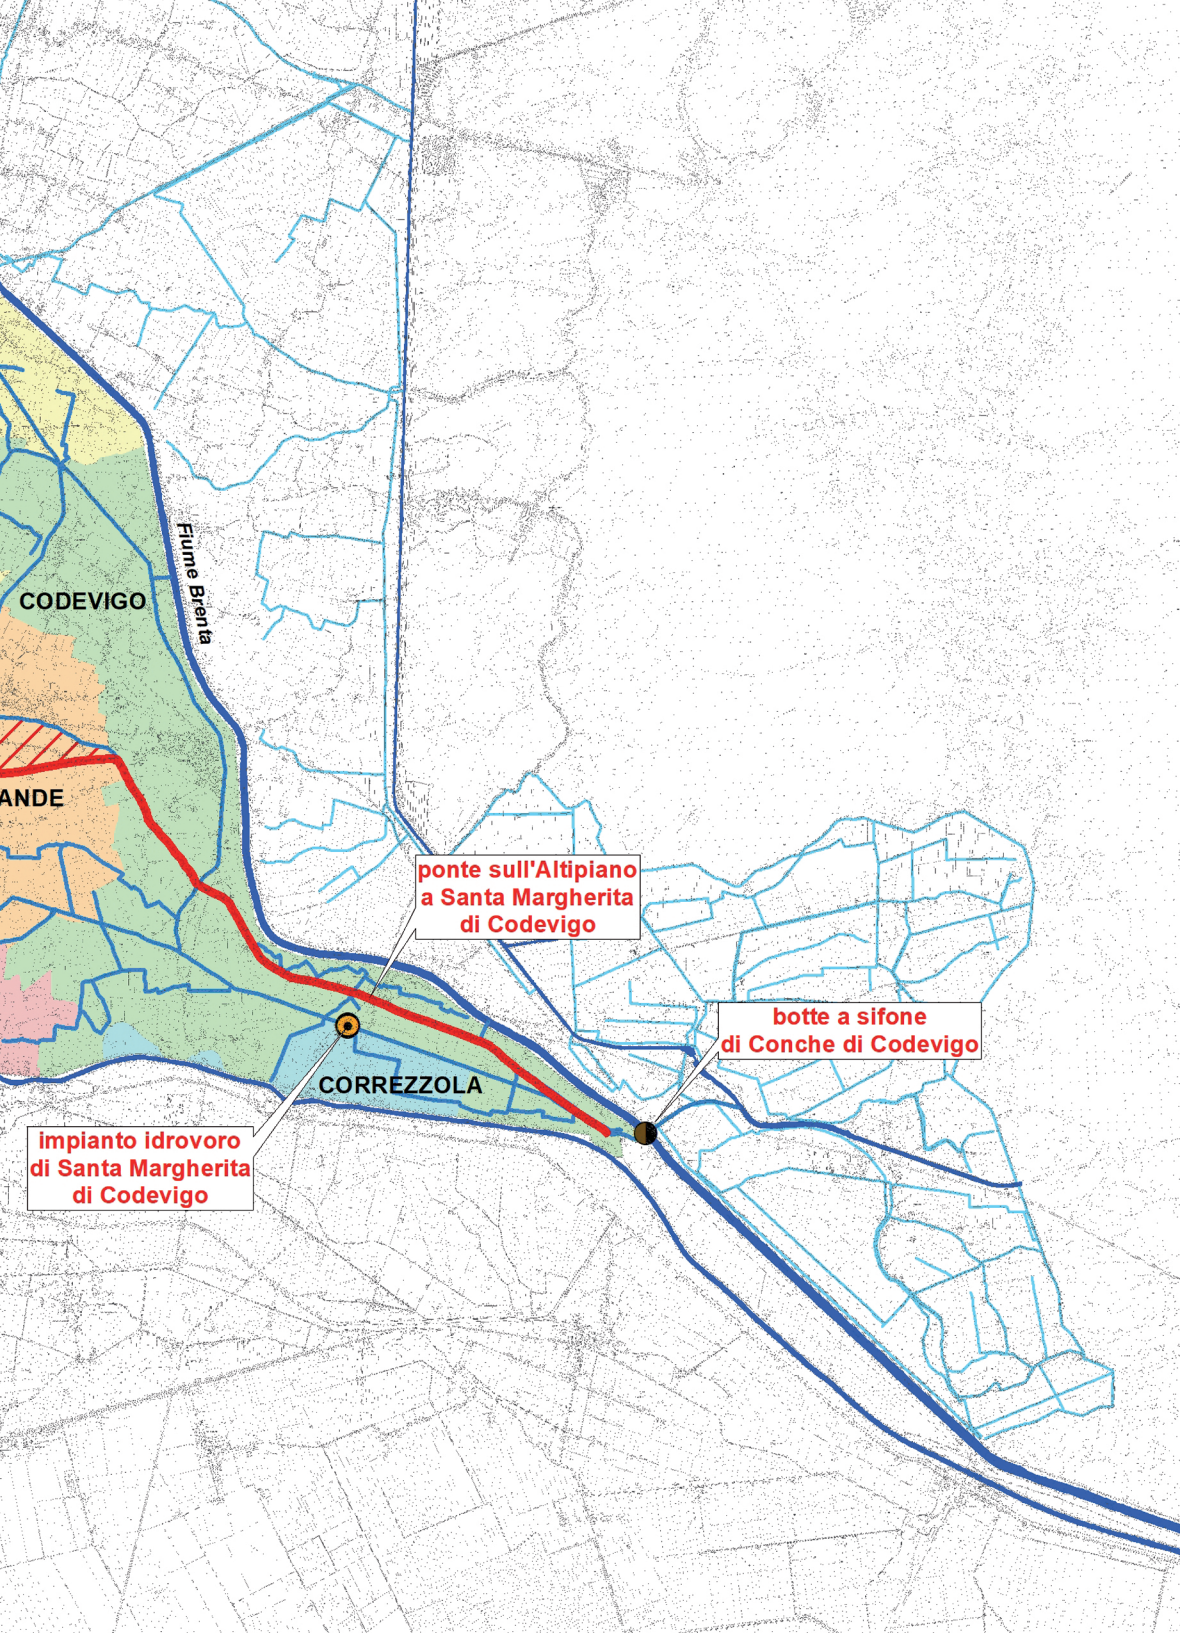 Fiume Brenta
CODEVIGO
ANDE
ponte sull'Altipiano
a Santa Margherita
di Codevigo
botte a sifone
di Conche di Codevigo
CORREZZOLA
impianto idrovoro
di Santa Margherita
di Codevigo